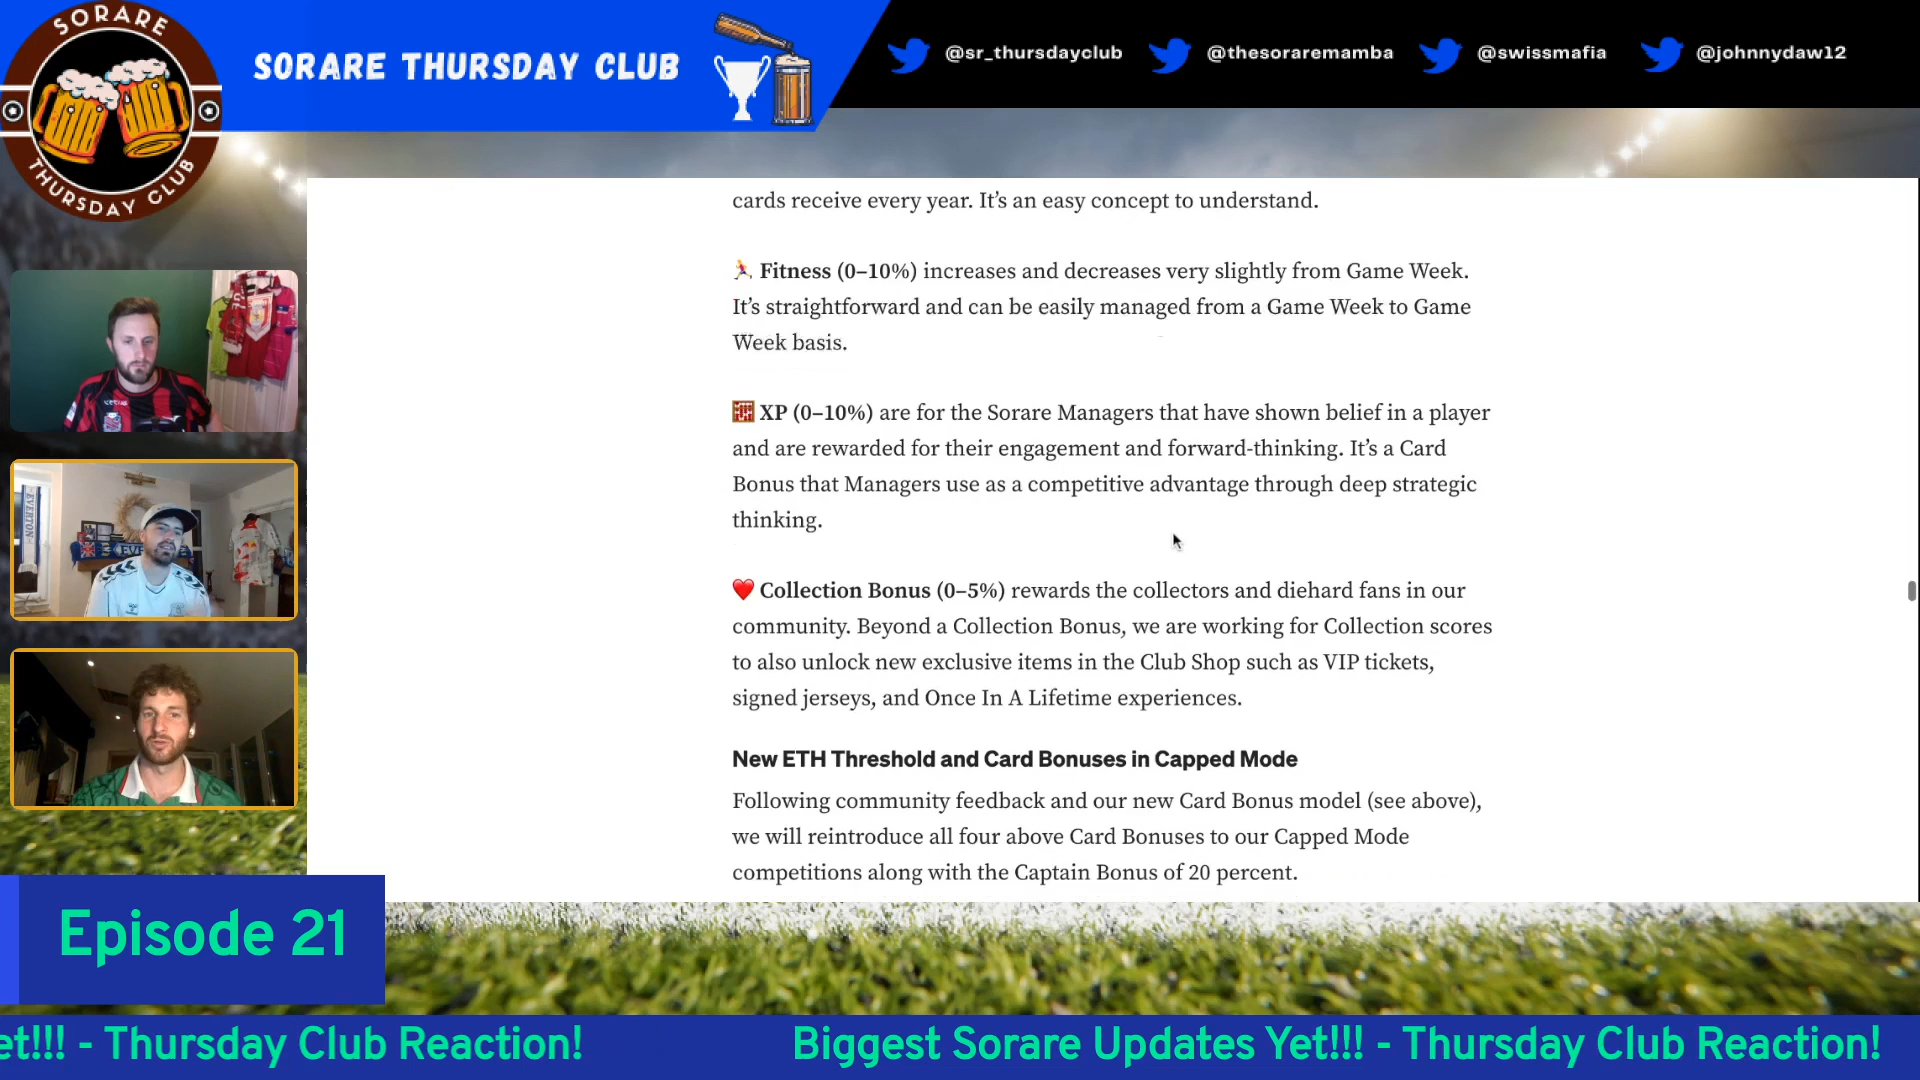 SORARE
THURSDAY CLUB
SORARE THURSDAY CLUB
@sr_thursdayclub
@thesoraremamba
@swissmafia
@johnnydaw12
cards receive every year. It’s an easy concept to understand.
Fitness (0–10%) increases and decreases very slightly from Game Week.
It’s straightforward and can be easily managed from a Game Week to Game
Week basis.
XP (0–10%) are for the Sorare Managers that have shown belief in a player
and are rewarded for their engagement and forward-thinking. It’s a Card
Bonus that Managers use as a competitive advantage through deep strategic
thinking.
Collection Bonus (0–5%) rewards the collectors and diehard fans in our
community. Beyond a Collection Bonus, we are working for Collection scores
to also unlock new exclusive items in the Club Shop such as VIP tickets,
signed jerseys, and Once In A Lifetime experiences.
New ETH Threshold and Card Bonuses in Capped Mode
Following community feedback and our new Card Bonus model (see above),
we will reintroduce all four above Card Bonuses to our Capped Mode
competitions along with the Captain Bonus of 20 percent.
EVERTON
Episode 21
et!!! - Thursday Club Reaction!
Biggest Sorare Updates Yet!!! - Thursday Club Reaction!